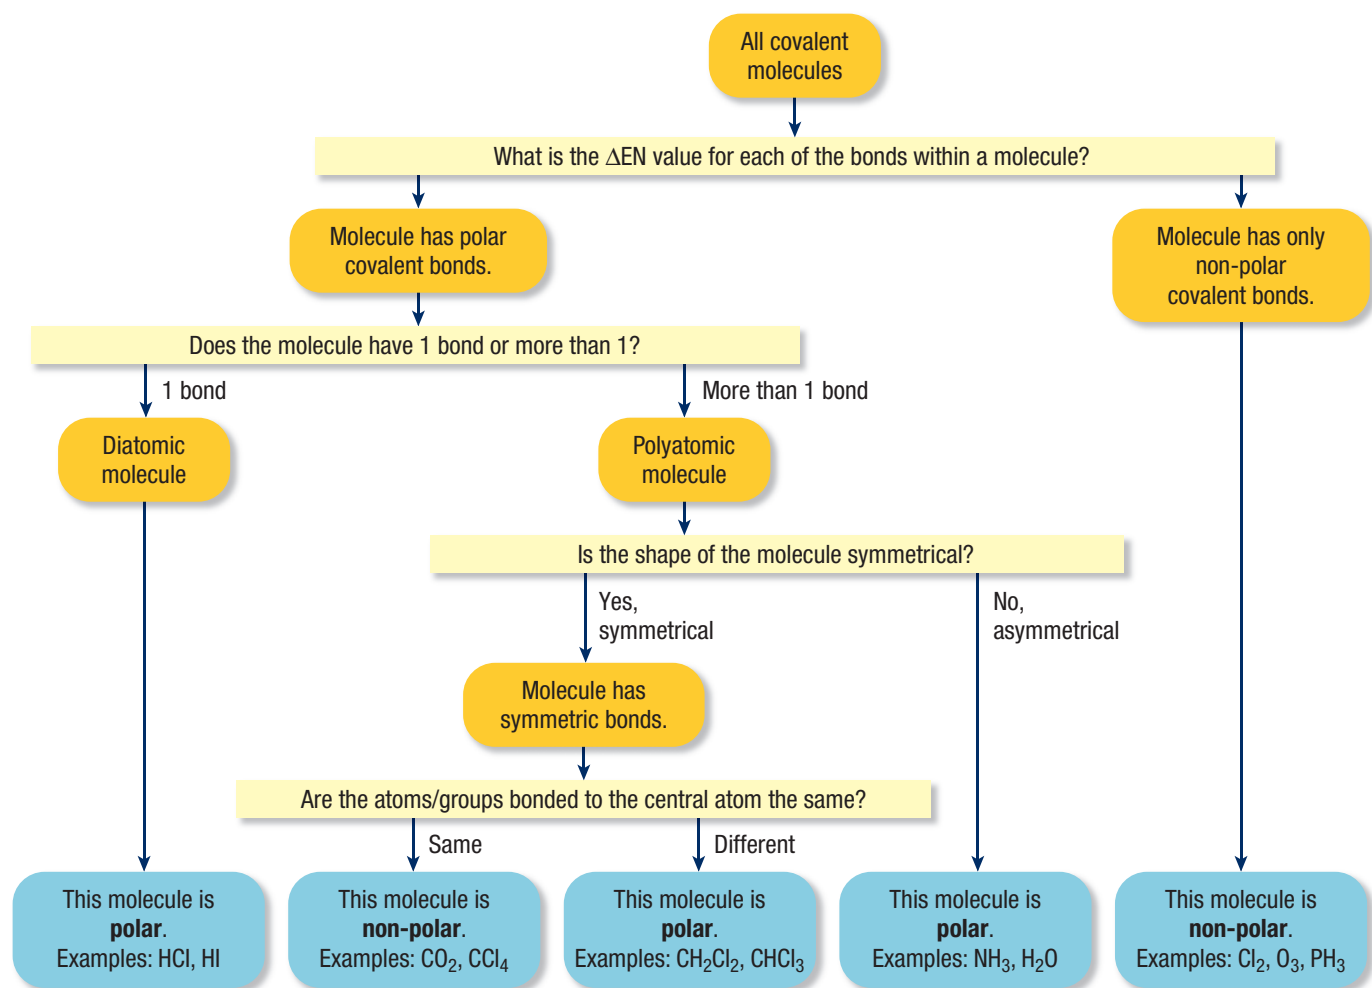 All covalent
molecules
What is the ΔEN value for each of the bonds within a molecule?
Molecule has polar
covalent bonds.
Molecule has only
non-polar
covalent bonds.
Does the molecule have 1 bond or more than 1?
1 bond
More than 1 bond
Diatomic
molecule
Polyatomic
molecule
Is the shape of the molecule symmetrical?
Yes,
symmetrical
No,
asymmetrical
Molecule has
symmetric bonds.
Are the atoms/groups bonded to the central atom the same?
Same
Different
This molecule is
polar.
Examples: HCl, HI
This molecule is
non-polar.
Examples: CO₂, CCl₄
This molecule is
polar.
Examples: CH₂Cl₂, CHCl₃
This molecule is
polar.
Examples: NH₃, H₂O
This molecule is
non-polar.
Examples: Cl₂, O₃, PH₃